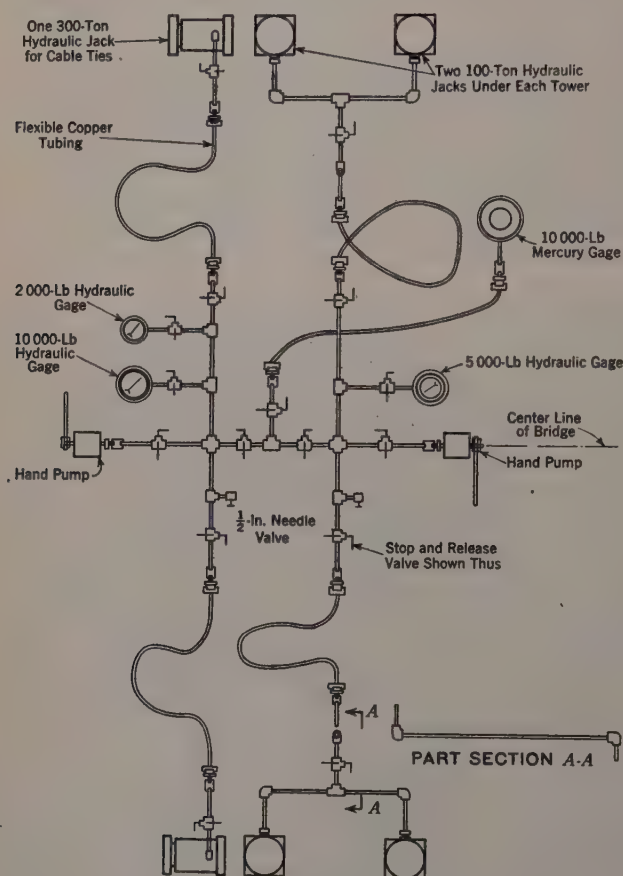 One 300-Ton
Hydraulic Jack
for Cable Ties
Two 100-Ton Hydraulic
Jacks Under Each Tower
Flexible Copper
Tubing
10 000-Lb
Mercury Gage
2 000-Lb Hydraulic
Gage
10 000-Lb
Hydraulic
Gage
5 000-Lb Hydraulic Gage
Center Line
of Bridge
Hand Pump
Hand Pump
1/2-In. Needle
Valve
Stop and Release
Valve Shown Thus
A
A
PART SECTION A-A